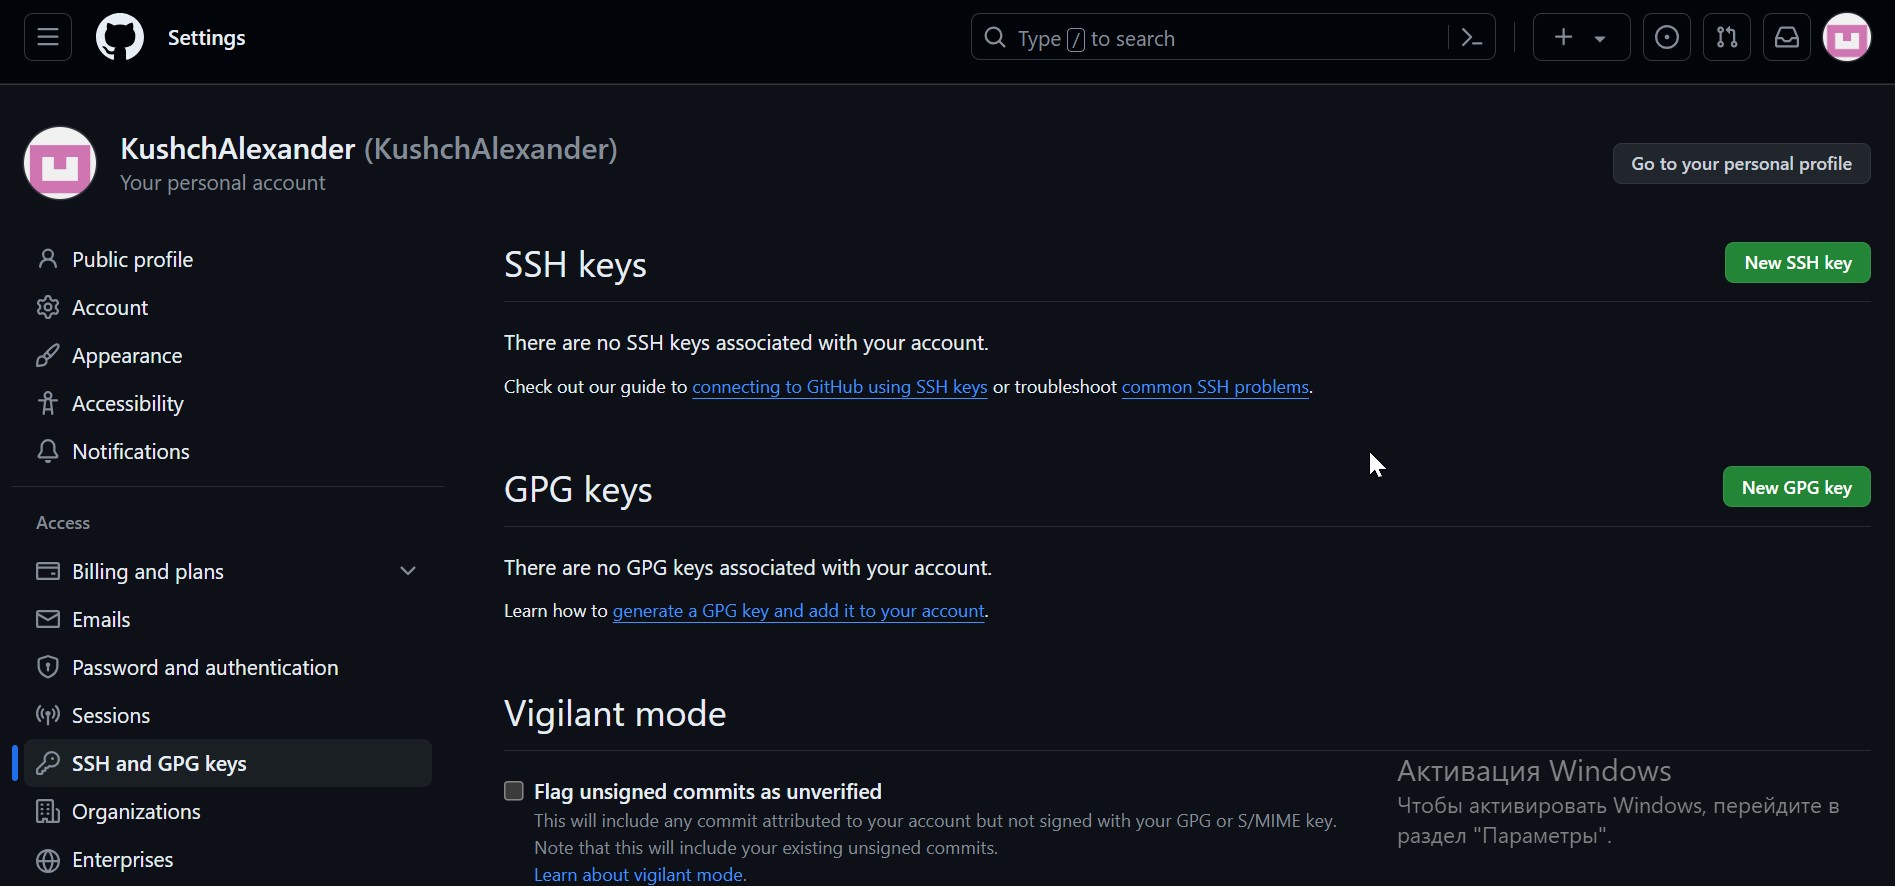 Settings
Type / to search
KushchAlexander (KushchAlexander)
Your personal account
Go to your personal profile
Public profile
Account
Appearance
Accessibility
Notifications
Access
Billing and plans
Emails
Password and authentication
Sessions
SSH and GPG keys
Organizations
Enterprises
SSH keys
New SSH key
There are no SSH keys associated with your account.
Check out our guide to connecting to GitHub using SSH keys or troubleshoot common SSH problems.
GPG keys
New GPG key
There are no GPG keys associated with your account.
Learn how to generate a GPG key and add it to your account.
Vigilant mode
Flag unsigned commits as unverified
This will include any commit attributed to your account but not signed with your GPG or S/MIME key.
Note that this will include your existing unsigned commits.
Learn about vigilant mode.
Активация Windows
Чтобы активировать Windows, перейдите в
раздел "Параметры".